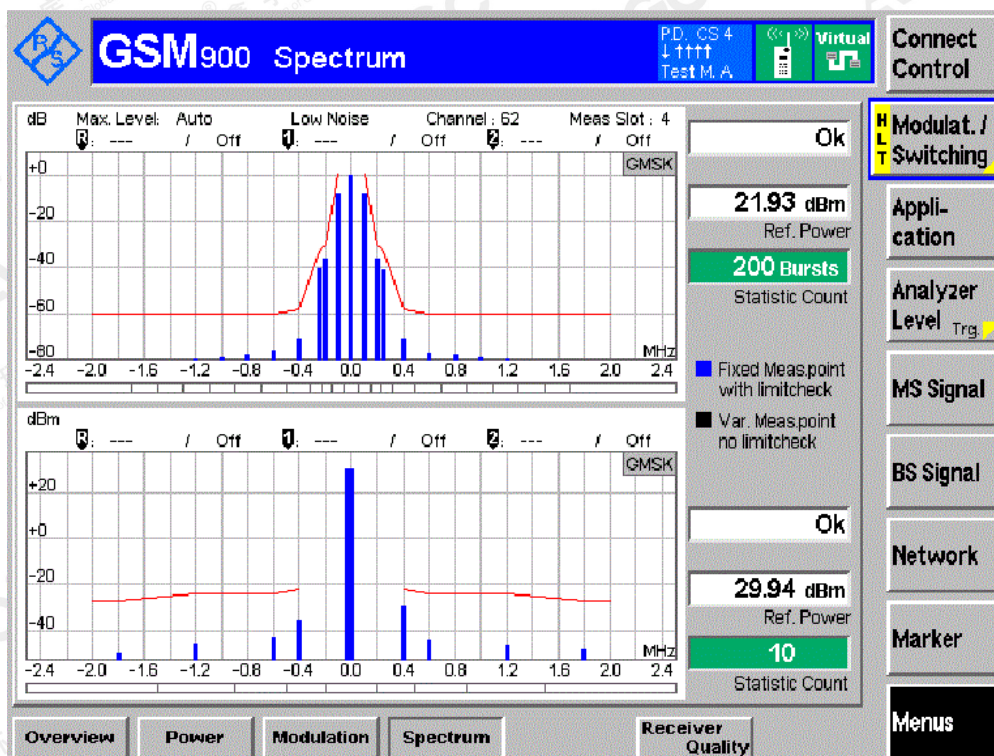 R/S
GSM900 Spectrum
P.D. CS 4
↓ ↑↑↑↑
Test M. A.
Virtual
Connect Control
dB Max. Level: Auto Low Noise Channel : 62 Meas Slot : 4
R: --- / Off 1: --- / Off 2: --- / Off
GMSK
+0
-20
-40
-60
-80
MHz
-2.4 -2.0 -1.6 -1.2 -0.8 -0.4 0.0 0.4 0.8 1.2 1.6 2.0 2.4
Ok
21.93 dBm
Ref. Power
200 Bursts
Statistic Count
Fixed Meas.point
with limitcheck
Var. Meas.point
no limitcheck
dBm
R: --- / Off 1: --- / Off 2: --- / Off
GMSK
+20
+0
-20
-40
MHz
-2.4 -2.0 -1.6 -1.2 -0.8 -0.4 0.0 0.4 0.8 1.2 1.6 2.0 2.4
Ok
29.94 dBm
Ref. Power
10
Statistic Count
HLT
Modulat. /
Switching
Appli-
cation
Analyzer
Level Trg.
MS Signal
BS Signal
Network
Marker
Menus
Overview
Power
Modulation
Spectrum
Receiver
Quality